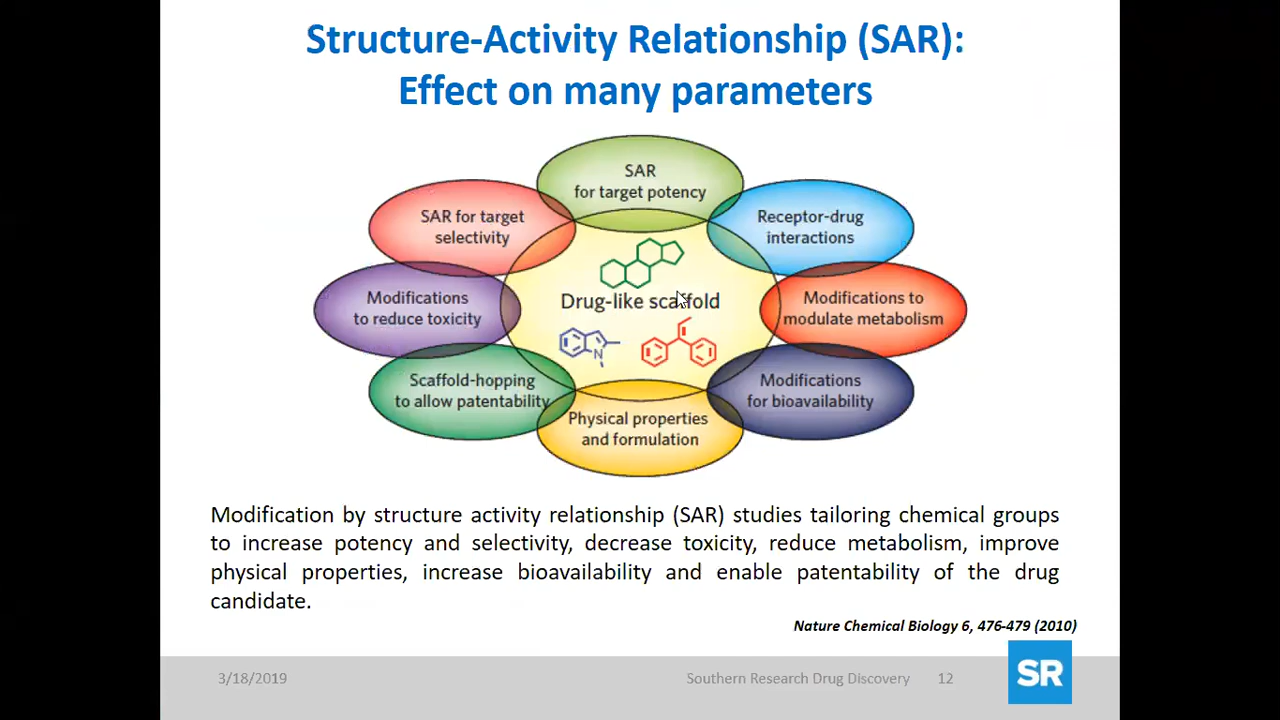 Structure-Activity Relationship (SAR):
Effect on many parameters
SAR
for target potency
SAR for target
selectivity
Receptor-drug
interactions
Drug-like scaffold
Modifications
to reduce toxicity
Modifications to
modulate metabolism
N
Scaffold-hopping
to allow patentability
Modifications
for bioavailability
Physical properties
and formulation
Modification by structure activity relationship (SAR) studies tailoring chemical groups
to increase potency and selectivity, decrease toxicity, reduce metabolism, improve
physical properties, increase bioavailability and enable patentability of the drug
candidate.
Nature Chemical Biology 6, 476-479 (2010)
3/18/2019
Southern Research Drug Discovery
12
SR